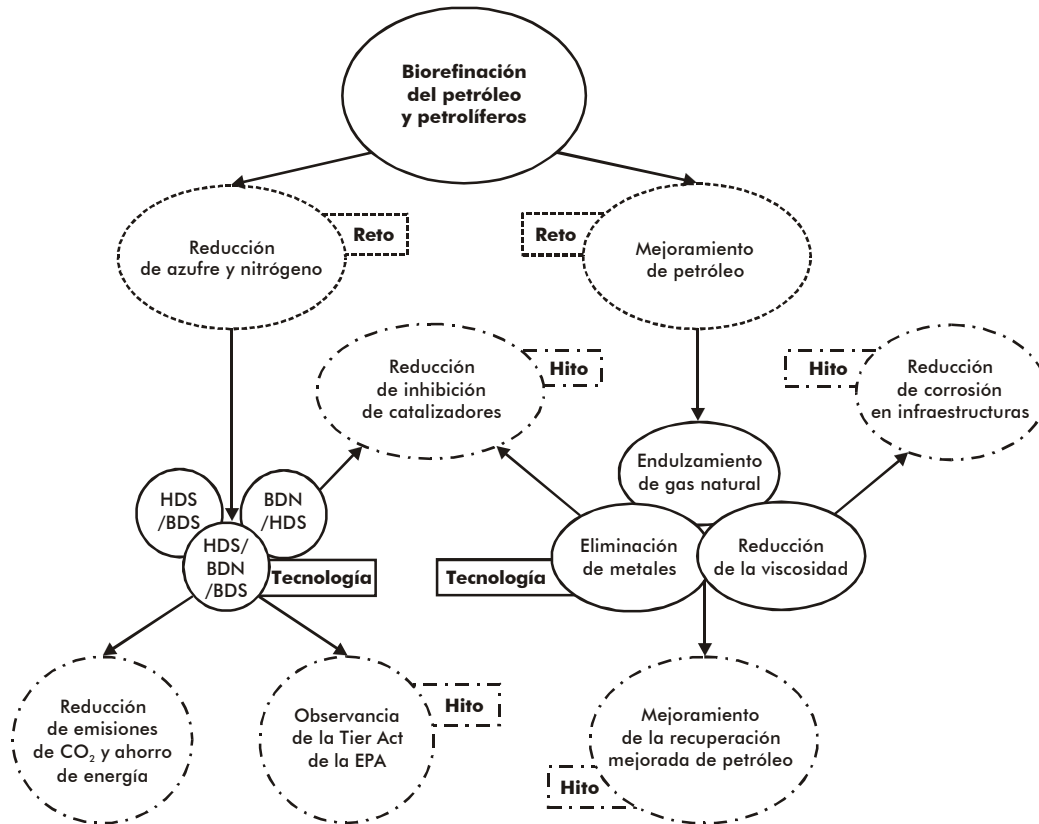 Biorefinación
del petróleo
y petrolíferos
Reducción
de azufre y nitrógeno
Reto
Reto
Mejoramiento
de petróleo
Reducción
de inhibición
de catalizadores
Hito
Hito
Reducción
de corrosión
en infraestructuras
HDS
/BDS
BDN
/HDS
HDS/
BDN
/BDS
Tecnología
Endulzamiento
de gas natural
Tecnología
Eliminación
de metales
Reducción
de la viscosidad
Reducción
de emisiones
de CO₂ y ahorro
de energía
Observancia
de la Tier Act
de la EPA
Hito
Mejoramiento
de la recuperación
mejorada de petróleo
Hito